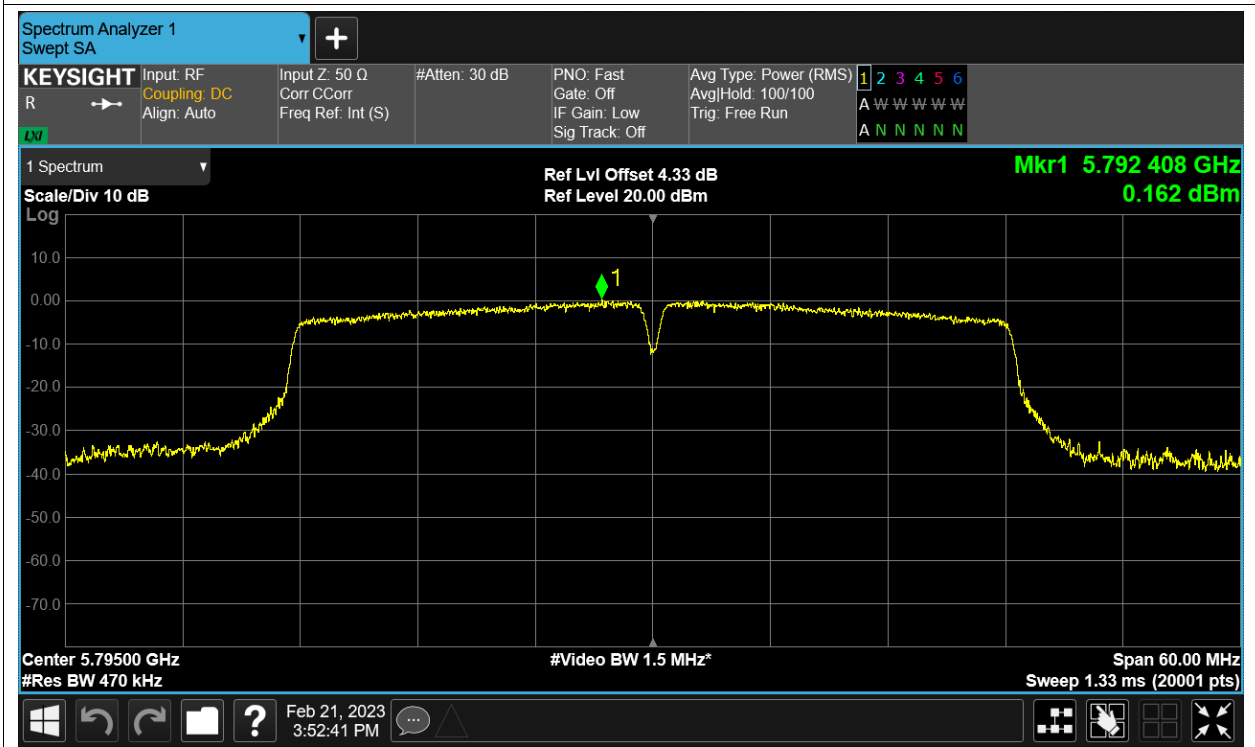 Spectrum Analyzer 1
Swept SA
KEYSIGHT
R
LXI
Input: RF
Coupling: DC
Align: Auto
Input Z: 50 Ω
Corr CCorr
Freq Ref: Int (S)
#Atten: 30 dB
PNO: Fast
Gate: Off
IF Gain: Low
Sig Track: Off
Avg Type: Power (RMS)
Avg|Hold: 100/100
Trig: Free Run
1 2 3 4 5 6
A W W W W W
A N N N N N
1 Spectrum
Scale/Div 10 dB
Log
Ref Lvl Offset 4.33 dB
Ref Level 20.00 dBm
Mkr1 5.792 408 GHz
0.162 dBm
1
10.0
0.00
-10.0
-20.0
-30.0
-40.0
-50.0
-60.0
-70.0
Center 5.79500 GHz
#Res BW 470 kHz
#Video BW 1.5 MHz*
Span 60.00 MHz
Sweep 1.33 ms (20001 pts)
?
Feb 21, 2023
3:52:41 PM